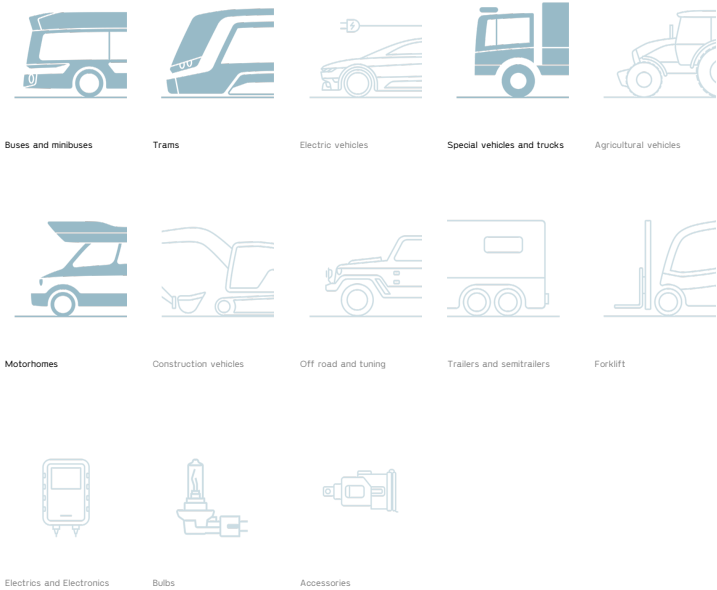 Buses and minibuses
Trams
Electric vehicles
Special vehicles and trucks
Agricultural vehicles
Motorhomes
Construction vehicles
Off road and tuning
Trailers and semitrailers
Forklift
Electrics and Electronics
Bulbs
Accessories